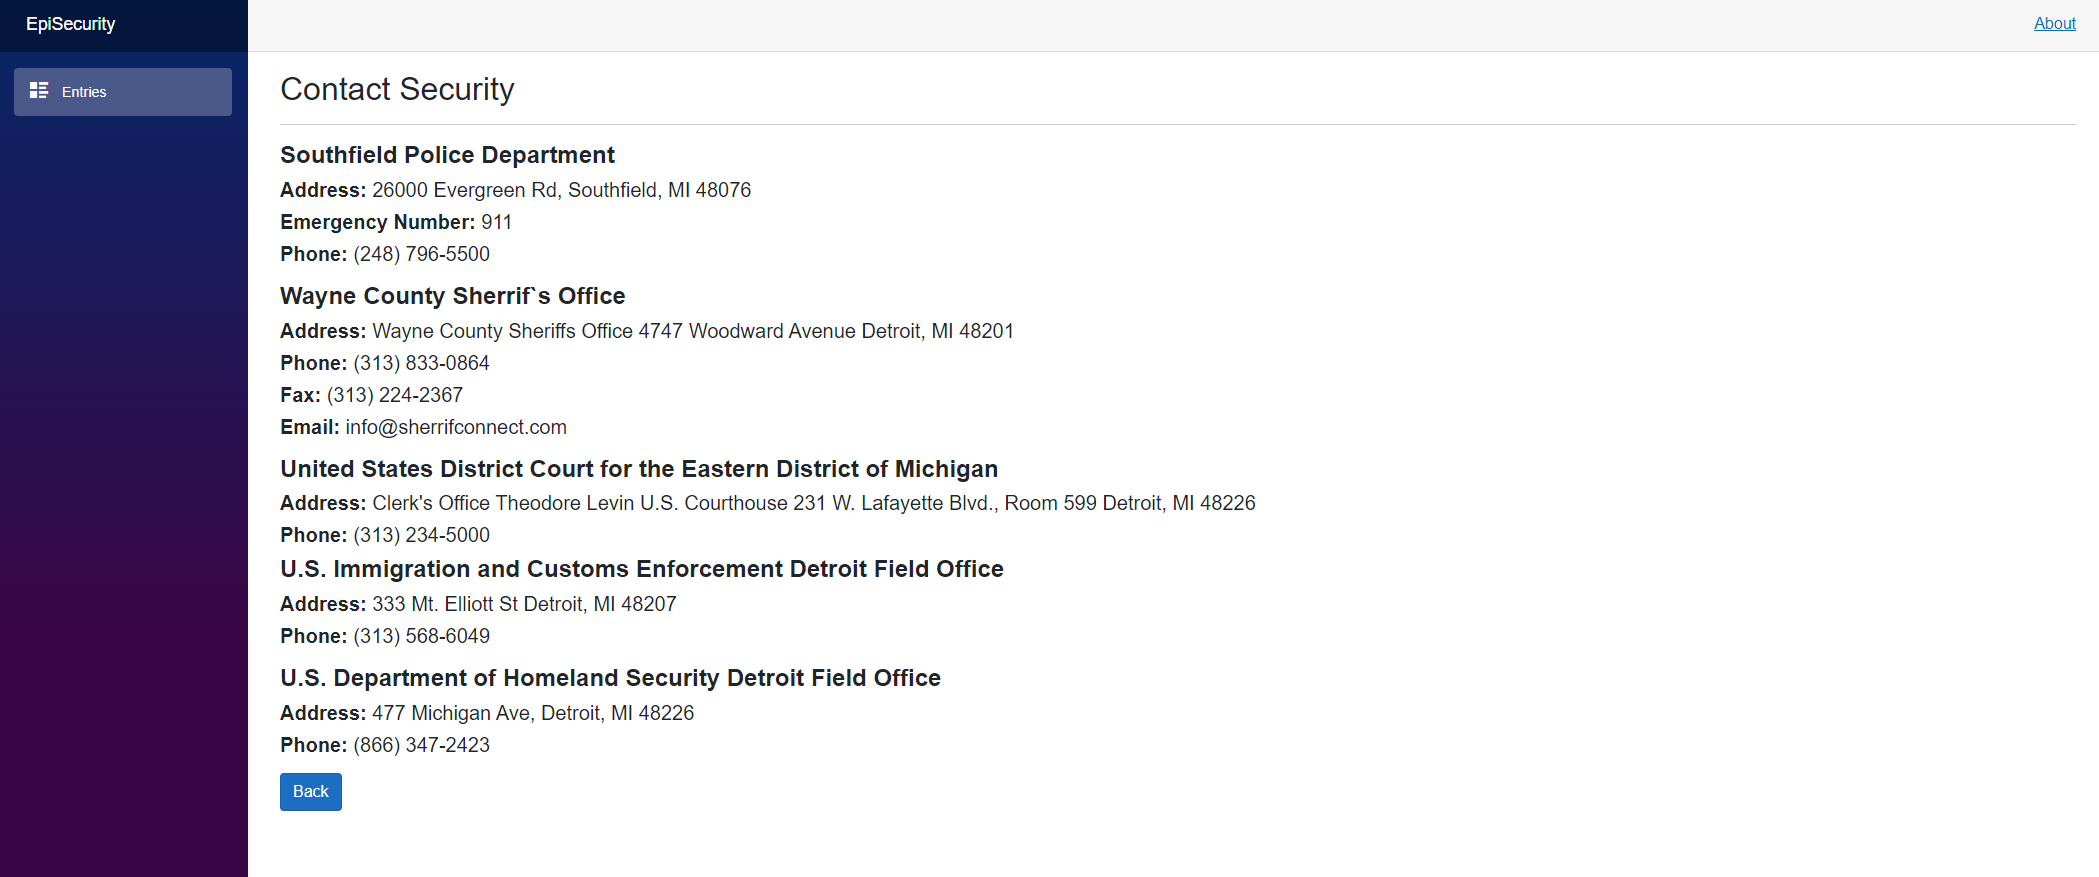 EpiSecurity
About
Entries
Contact Security
Southfield Police Department
Address: 26000 Evergreen Rd, Southfield, MI 48076
Emergency Number: 911
Phone: (248) 796-5500
Wayne County Sherrif`s Office
Address: Wayne County Sheriffs Office 4747 Woodward Avenue Detroit, MI 48201
Phone: (313) 833-0864
Fax: (313) 224-2367
Email: info@sherrifconnect.com
United States District Court for the Eastern District of Michigan
Address: Clerk's Office Theodore Levin U.S. Courthouse 231 W. Lafayette Blvd., Room 599 Detroit, MI 48226
Phone: (313) 234-5000
U.S. Immigration and Customs Enforcement Detroit Field Office
Address: 333 Mt. Elliott St Detroit, MI 48207
Phone: (313) 568-6049
U.S. Department of Homeland Security Detroit Field Office
Address: 477 Michigan Ave, Detroit, MI 48226
Phone: (866) 347-2423
Back